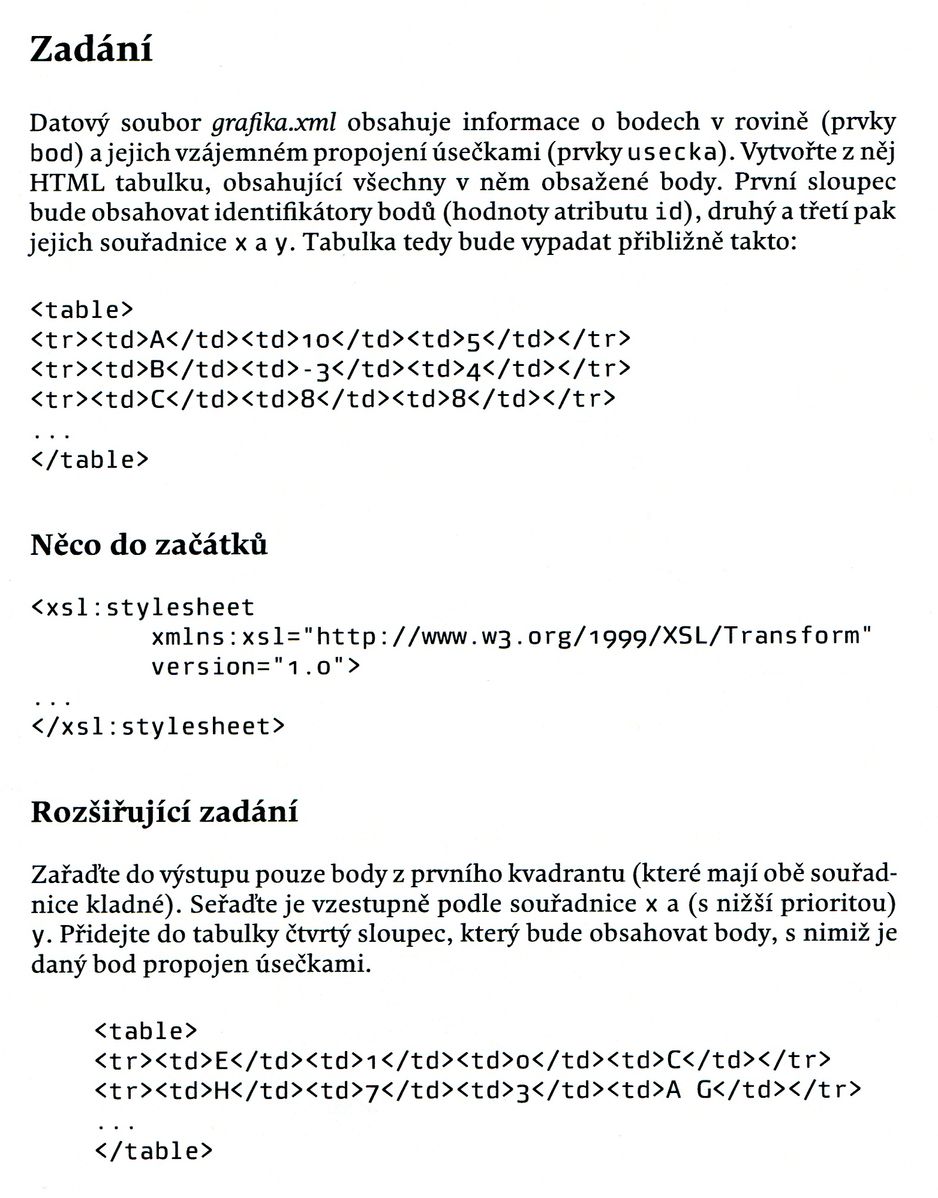 Zadání
Datový soubor grafika.xml obsahuje informace o bodech v rovině (prvky
bod) a jejich vzájemném propojení úsečkami (prvky usecka). Vytvořte z něj
HTML tabulku, obsahující všechny v něm obsažené body. První sloupec
bude obsahovat identifikátory bodů (hodnoty atributu id), druhý a třetí pak
jejich souřadnice x a y. Tabulka tedy bude vypadat přibližně takto:
<table>
<tr><td>A</td><td>10</td><td>5</td></tr>
<tr><td>B</td><td>-3</td><td>4</td></tr>
<tr><td>C</td><td>8</td><td>8</td></tr>
...
</table>
Něco do začátků
<xsl:stylesheet
xmlns:xsl="http://www.w3.org/1999/XSL/Transform"
version="1.0">
...
</xsl:stylesheet>
Rozšiřující zadání
Zařaďte do výstupu pouze body z prvního kvadrantu (které mají obě souřad-
nice kladné). Seřaďte je vzestupně podle souřadnice x a (s nižší prioritou)
y. Přidejte do tabulky čtvrtý sloupec, který bude obsahovat body, s nimiž je
daný bod propojen úsečkami.
<table>
<tr><td>E</td><td>1</td><td>0</td><td>C</td></tr>
<tr><td>H</td><td>7</td><td>3</td><td>A G</td></tr>
...
</table>